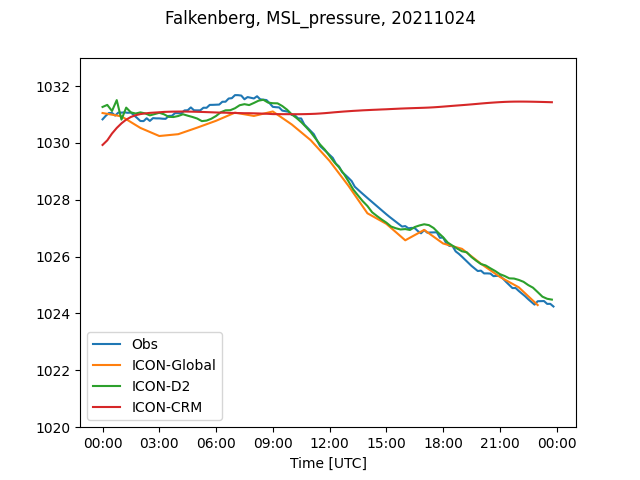 Falkenberg, MSL_pressure, 20211024
1032
1030
1028
1026
1024
1022
1020
Obs
ICON-Global
ICON-D2
ICON-CRM
00:00 03:00 06:00 09:00 12:00 15:00 18:00 21:00 00:00
Time [UTC]